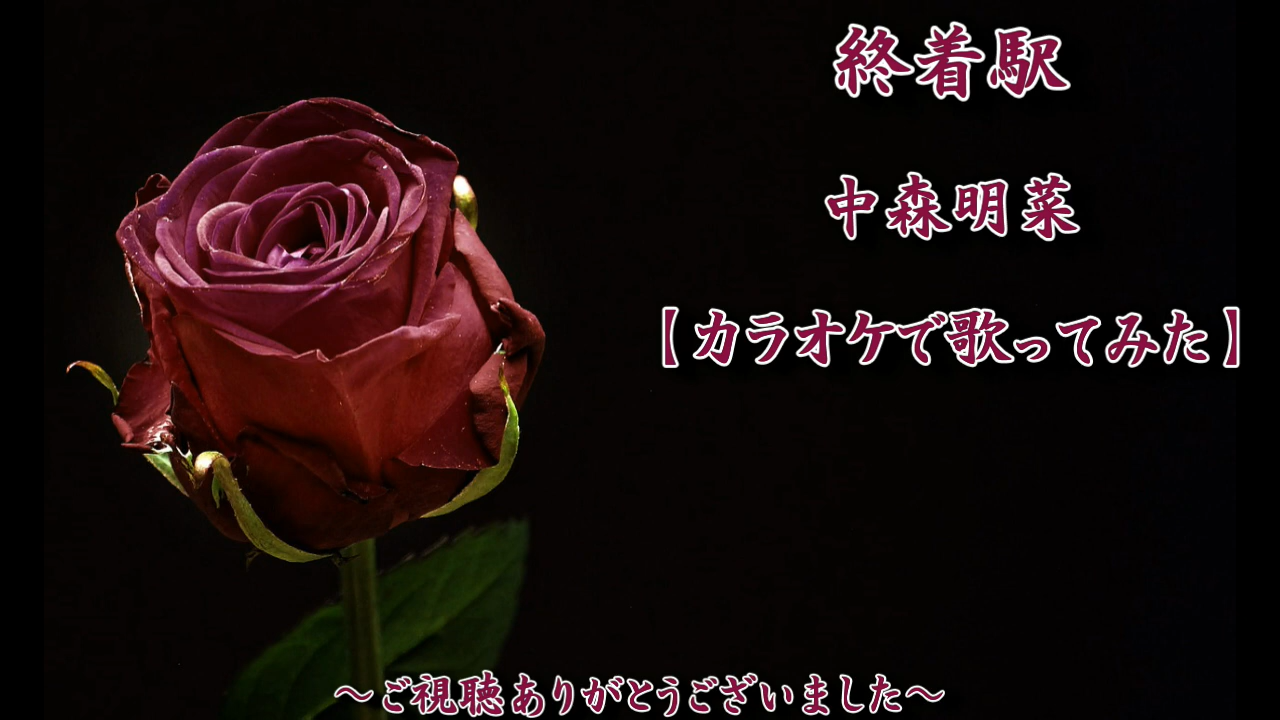 終着駅
中森明菜
【カラオケで歌ってみた】
～ご視聴ありがとうございました～